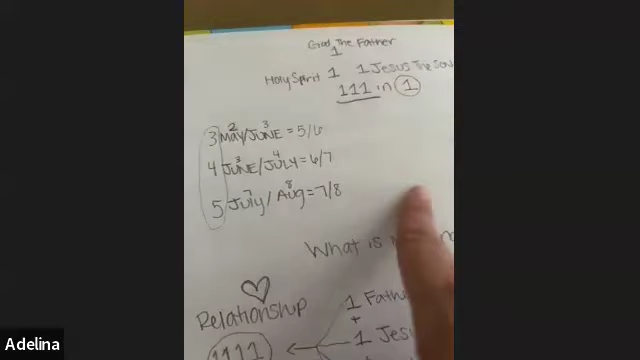 God The Father
1
Holy Spirit 1 1 Jesus The Son
111 in 1
2 3
3 May/June = 5/6
3 4
4 June/July = 6/7
7 8
5 July/Aug = 7/8
What is
Relationship
1 Father
+
1111
1 Jesus
Adelina